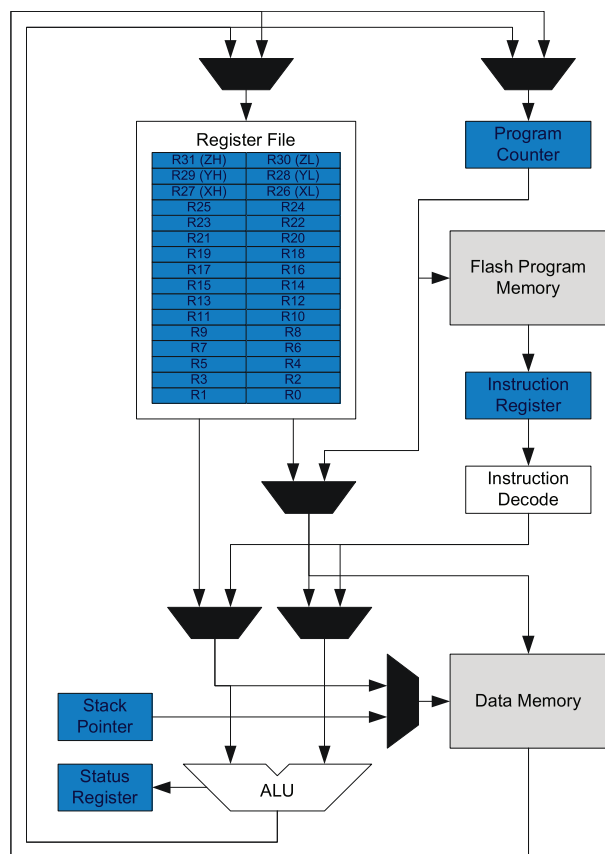 Register File
R31 (ZH) R30 (ZL)
R29 (YH) R28 (YL)
R27 (XH) R26 (XL)
R25 R24
R23 R22
R21 R20
R19 R18
R17 R16
R15 R14
R13 R12
R11 R10
R9 R8
R7 R6
R5 R4
R3 R2
R1 R0
Program
Counter
Flash Program
Memory
Instruction
Register
Instruction
Decode
Stack
Pointer
Data Memory
Status
Register
ALU